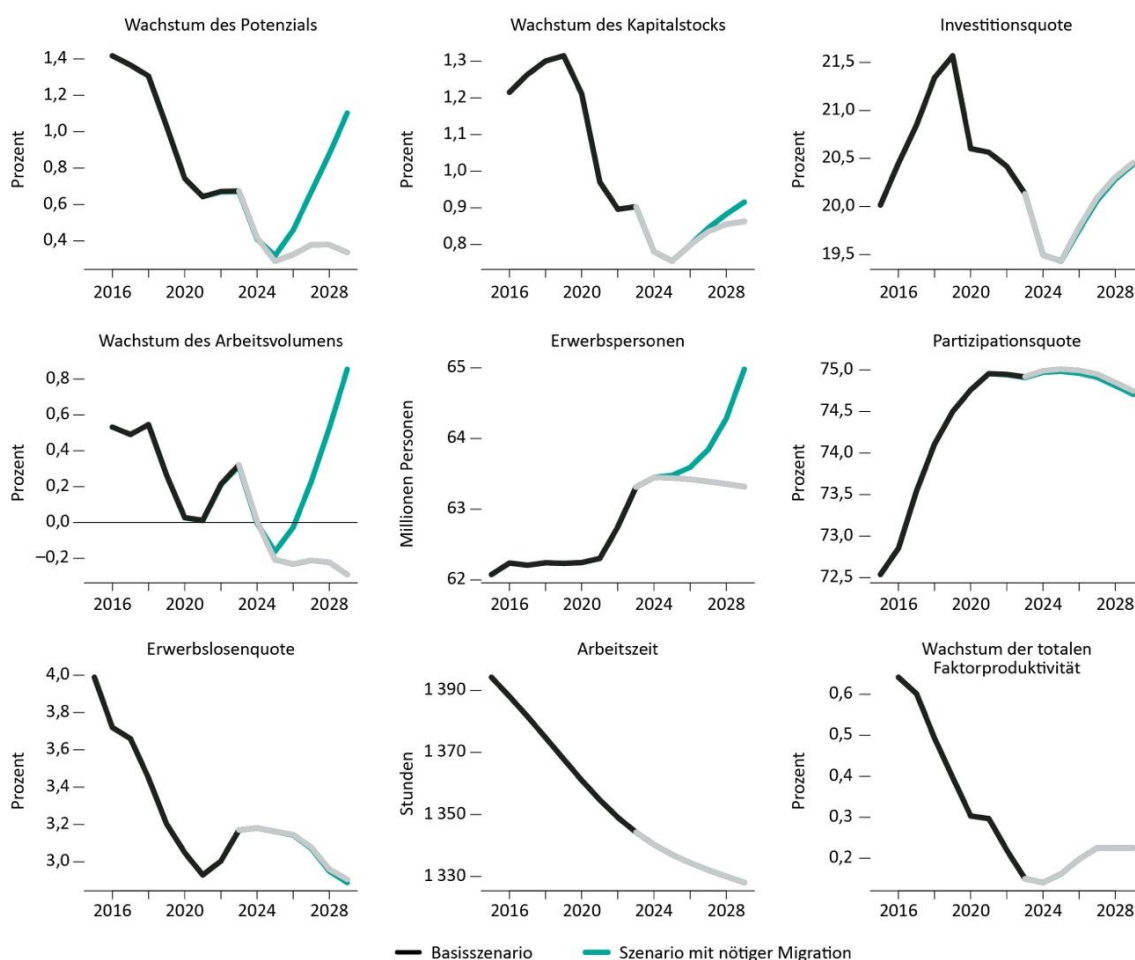 Wachstum des Potenzials
Prozent
1,4
1,2
1,0
0,8
0,6
0,4
2016 2020 2024 2028
Wachstum des Kapitalstocks
Prozent
1,3
1,2
1,0
0,9
0,8
2016 2020 2024 2028
Investitionsquote
Prozent
21,5
21,0
20,5
20,0
19,5
2016 2020 2024 2028
Wachstum des Arbeitsvolumens
Prozent
0,8
0,6
0,4
0,2
0,0
–0,2
2016 2020 2024 2028
Erwerbspersonen
Millionen Personen
65
64
63
62
2016 2020 2024 2028
Partizipationsquote
Prozent
75,0
74,5
74,0
73,5
73,0
72,5
2016 2020 2024 2028
Erwerbslosenquote
Prozent
4,0
3,8
3,6
3,4
3,2
3,0
2016 2020 2024 2028
Arbeitszeit
Stunden
1 390
1 370
1 350
1 330
2016 2020 2024 2028
Wachstum der totalen
Faktorproduktivität
Prozent
0,6
0,5
0,4
0,3
0,2
2016 2020 2024 2028
Basisszenario Szenario mit nötiger Migration